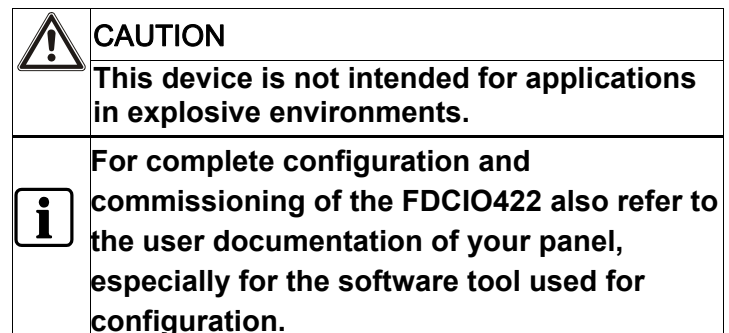 CAUTION
This device is not intended for applications
in explosive environments.
For complete configuration and
commissioning of the FDCIO422 also refer to
the user documentation of your panel,
especially for the software tool used for
configuration.